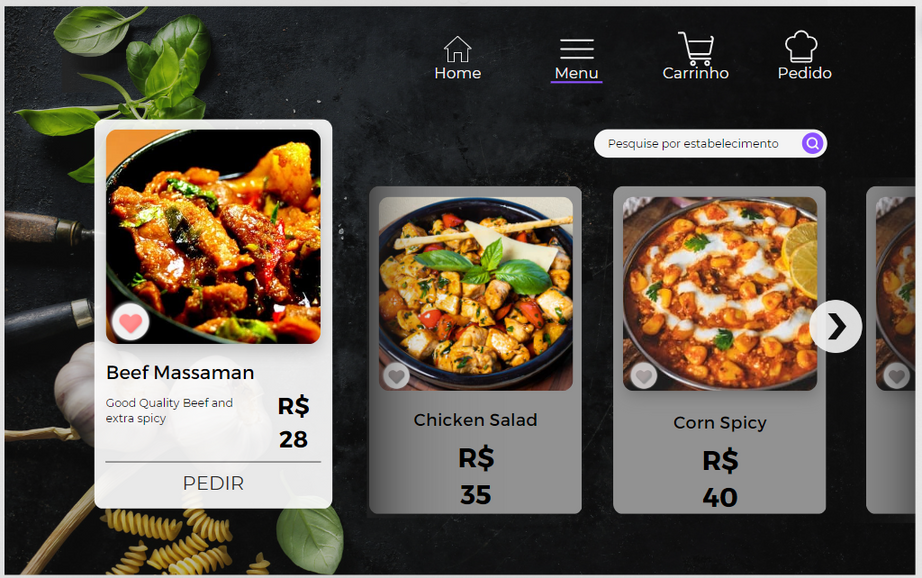 Home
Menu
Carrinho
Pedido
Pesquise por estabelecimento
Beef Massaman
Good Quality Beef and
extra spicy
R$
28
PEDIR
Chicken Salad
R$
35
Corn Spicy
R$
40